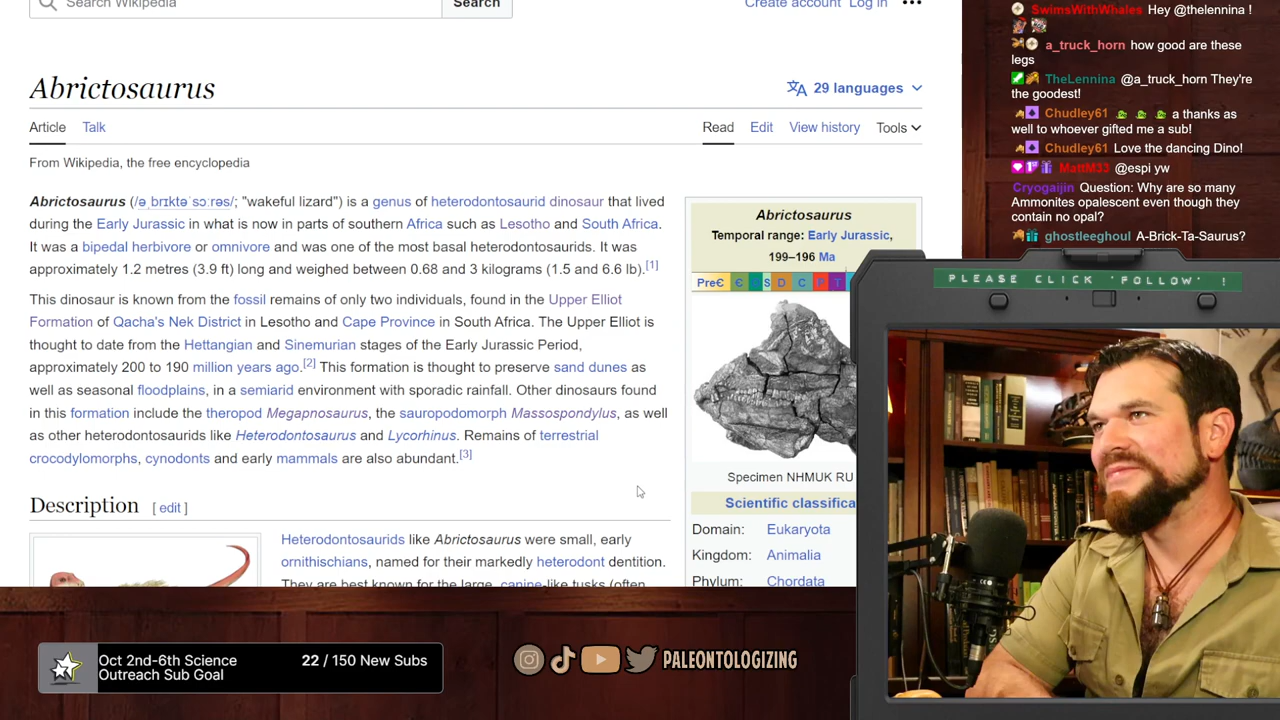 Search Wikipedia
Search
Create account Log in
Abrictosaurus
29 languages
Article Talk
Read Edit View history Tools
From Wikipedia, the free encyclopedia
Abrictosaurus (/əˌbrɪktəˈsɔːrəs/; "wakeful lizard") is a genus of heterodontosaurid dinosaur that lived
during the Early Jurassic in what is now in parts of southern Africa such as Lesotho and South Africa.
It was a bipedal herbivore or omnivore and was one of the most basal heterodontosaurids. It was
approximately 1.2 metres (3.9 ft) long and weighed between 0.68 and 3 kilograms (1.5 and 6.6 lb).[1]
This dinosaur is known from the fossil remains of only two individuals, found in the Upper Elliot
Formation of Qacha's Nek District in Lesotho and Cape Province in South Africa. The Upper Elliot is
thought to date from the Hettangian and Sinemurian stages of the Early Jurassic Period,
approximately 200 to 190 million years ago.[2] This formation is thought to preserve sand dunes as
well as seasonal floodplains, in a semiarid environment with sporadic rainfall. Other dinosaurs found
in this formation include the theropod Megapnosaurus, the sauropodomorph Massospondylus, as well
as other heterodontosaurids like Heterodontosaurus and Lycorhinus. Remains of terrestrial
crocodylomorphs, cynodonts and early mammals are also abundant.[3]
Description [ edit ]
Heterodontosaurids like Abrictosaurus were small, early
ornithischians, named for their markedly heterodont dentition.
They are best known for the large, canine-like tusks (often
Abrictosaurus
Temporal range: Early Jurassic,
199–196 Ma
PreЄ Є O S D C P T
Specimen NHMUK RU
Scientific classifica
Domain: Eukaryota
Kingdom: Animalia
Phylum: Chordata
SwimsWithWhales Hey @thelennina !
a_truck_horn how good are these
legs
TheLennina @a_truck_horn They're
the goodest!
Chudley61 a thanks as
well to whoever gifted me a sub!
Chudley61 Love the dancing Dino!
MattM33 @espi yw
Cryogaijin Question: Why are so many
Ammonites opalescent even though they
contain no opal?
ghostleeghoul A-Brick-Ta-Saurus?
PLEASE CLICK 'FOLLOW' !
Oct 2nd-6th Science
Outreach Sub Goal
22 / 150 New Subs
PALEONTOLOGIZING